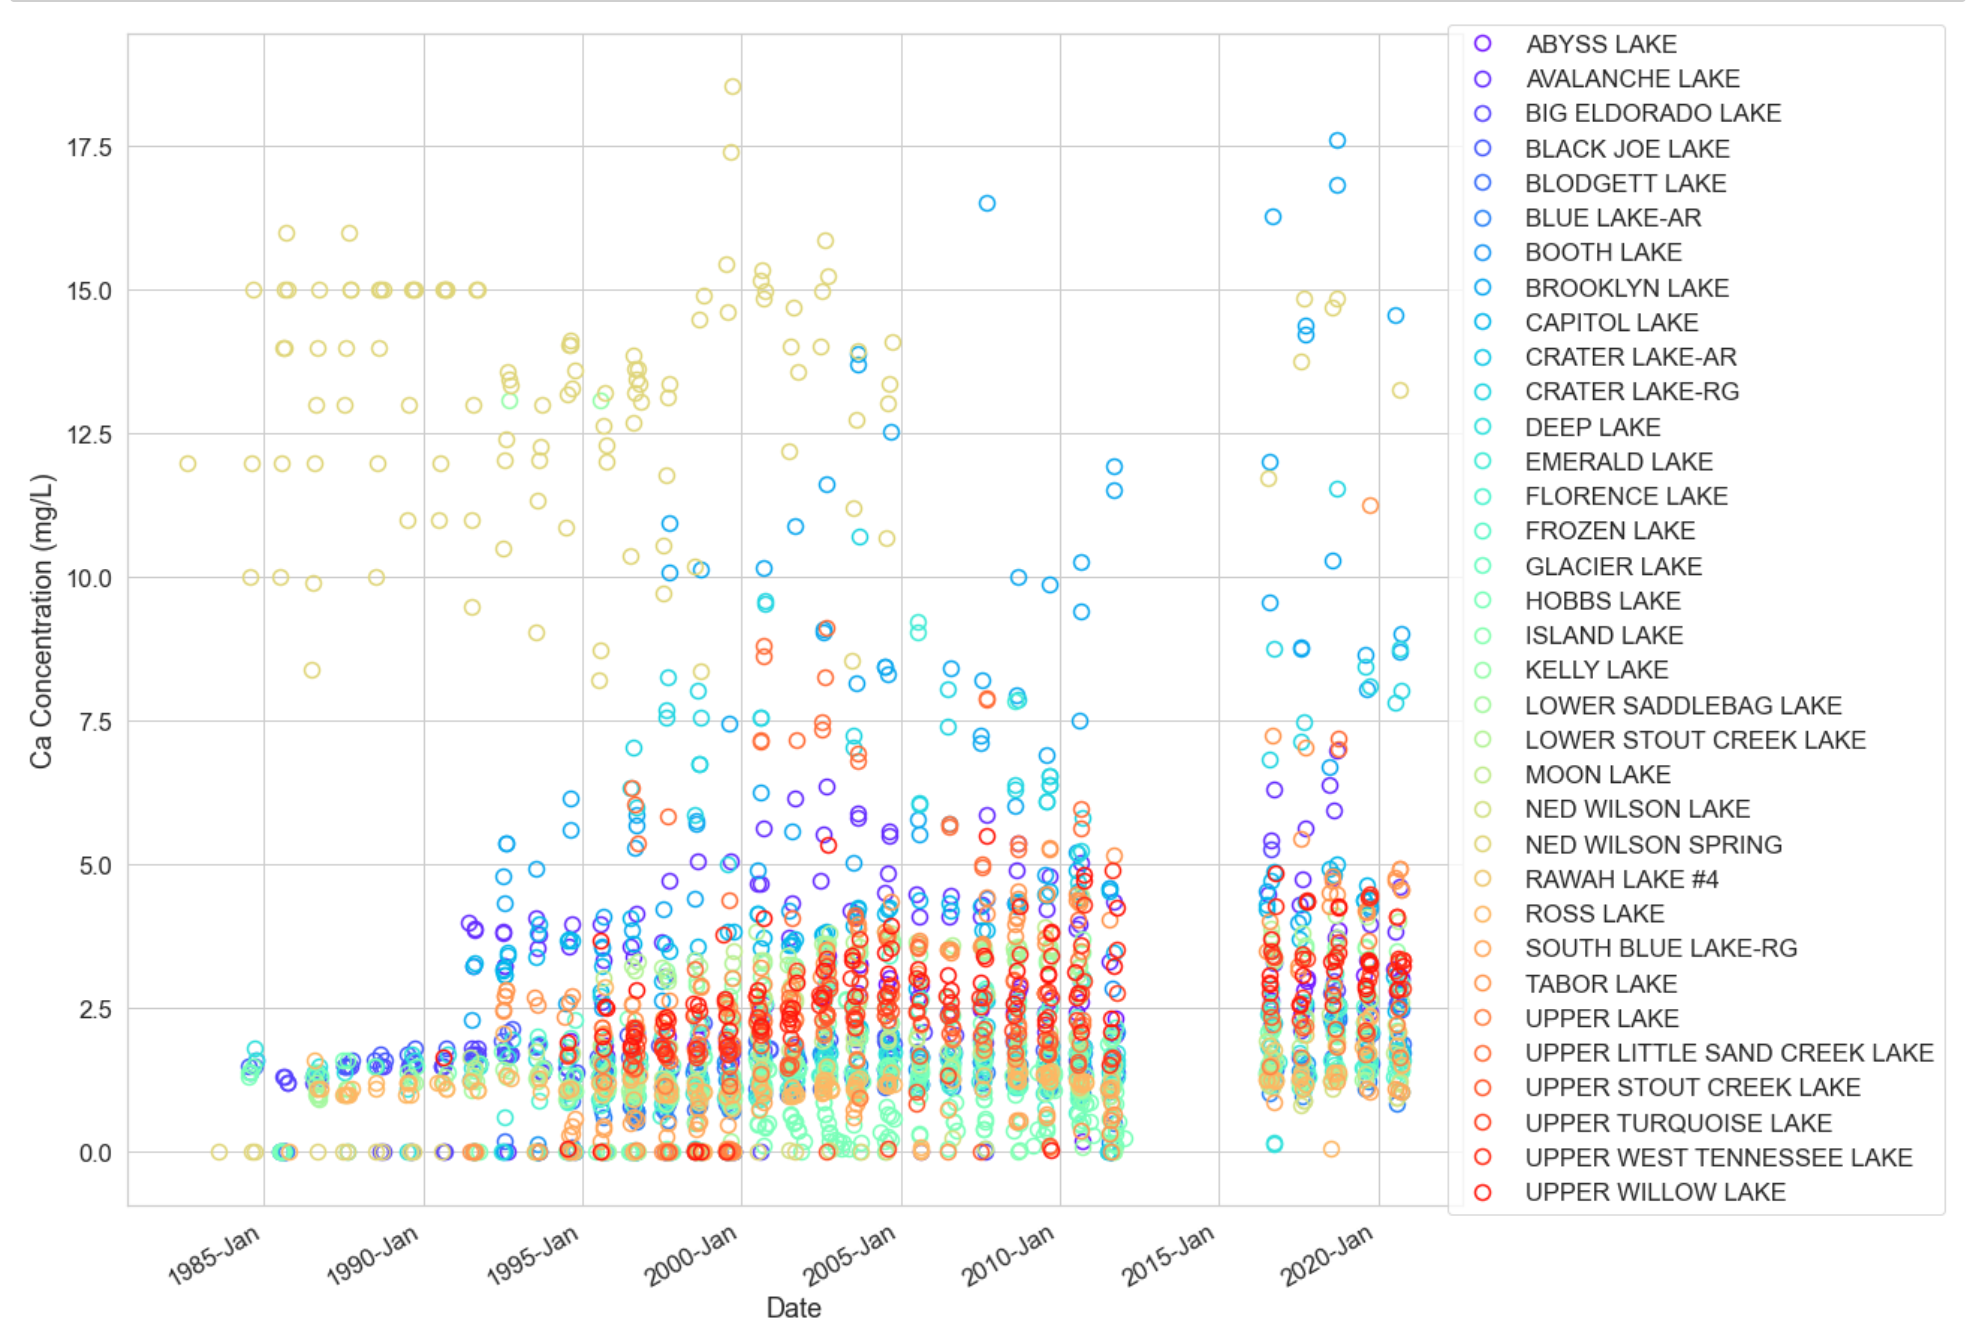 ABYSS LAKE
AVALANCHE LAKE
BIG ELDORADO LAKE
BLACK JOE LAKE
BLODGETT LAKE
BLUE LAKE-AR
BOOTH LAKE
BROOKLYN LAKE
CAPITOL LAKE
CRATER LAKE-AR
CRATER LAKE-RG
DEEP LAKE
EMERALD LAKE
FLORENCE LAKE
FROZEN LAKE
GLACIER LAKE
HOBBS LAKE
ISLAND LAKE
KELLY LAKE
LOWER SADDLEBAG LAKE
LOWER STOUT CREEK LAKE
MOON LAKE
NED WILSON LAKE
NED WILSON SPRING
RAWAH LAKE #4
ROSS LAKE
SOUTH BLUE LAKE-RG
TABOR LAKE
UPPER LAKE
UPPER LITTLE SAND CREEK LAKE
UPPER STOUT CREEK LAKE
UPPER TURQUOISE LAKE
UPPER WEST TENNESSEE LAKE
UPPER WILLOW LAKE
Ca Concentration (mg/L)
17.5
15.0
12.5
10.0
7.5
5.0
2.5
0.0
1985-Jan
1990-Jan
1995-Jan
2000-Jan
2005-Jan
2010-Jan
2015-Jan
2020-Jan
Date